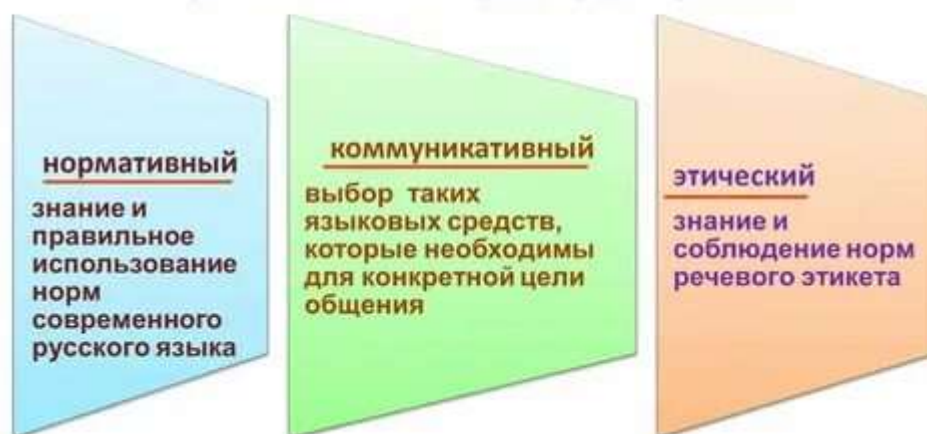 нормативный
знание и
правильное
использование
норм
современного
русского языка
коммуникативный
выбор таких
языковых средств,
которые необходимы
для конкретной цели
общения
этический
знание и
соблюдение норм
речевого этикета